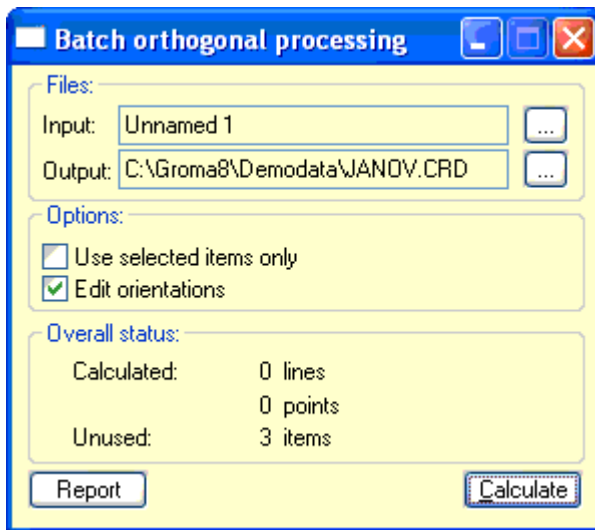 Batch orthogonal processing
Files:
Input: Unnamed 1 ...
Output: C:\Groma8\Demodata\JANOV.CRD ...
Options:
Use selected items only
Edit orientations
Overall status:
Calculated: 0 lines
0 points
Unused: 3 items
Report Calculate